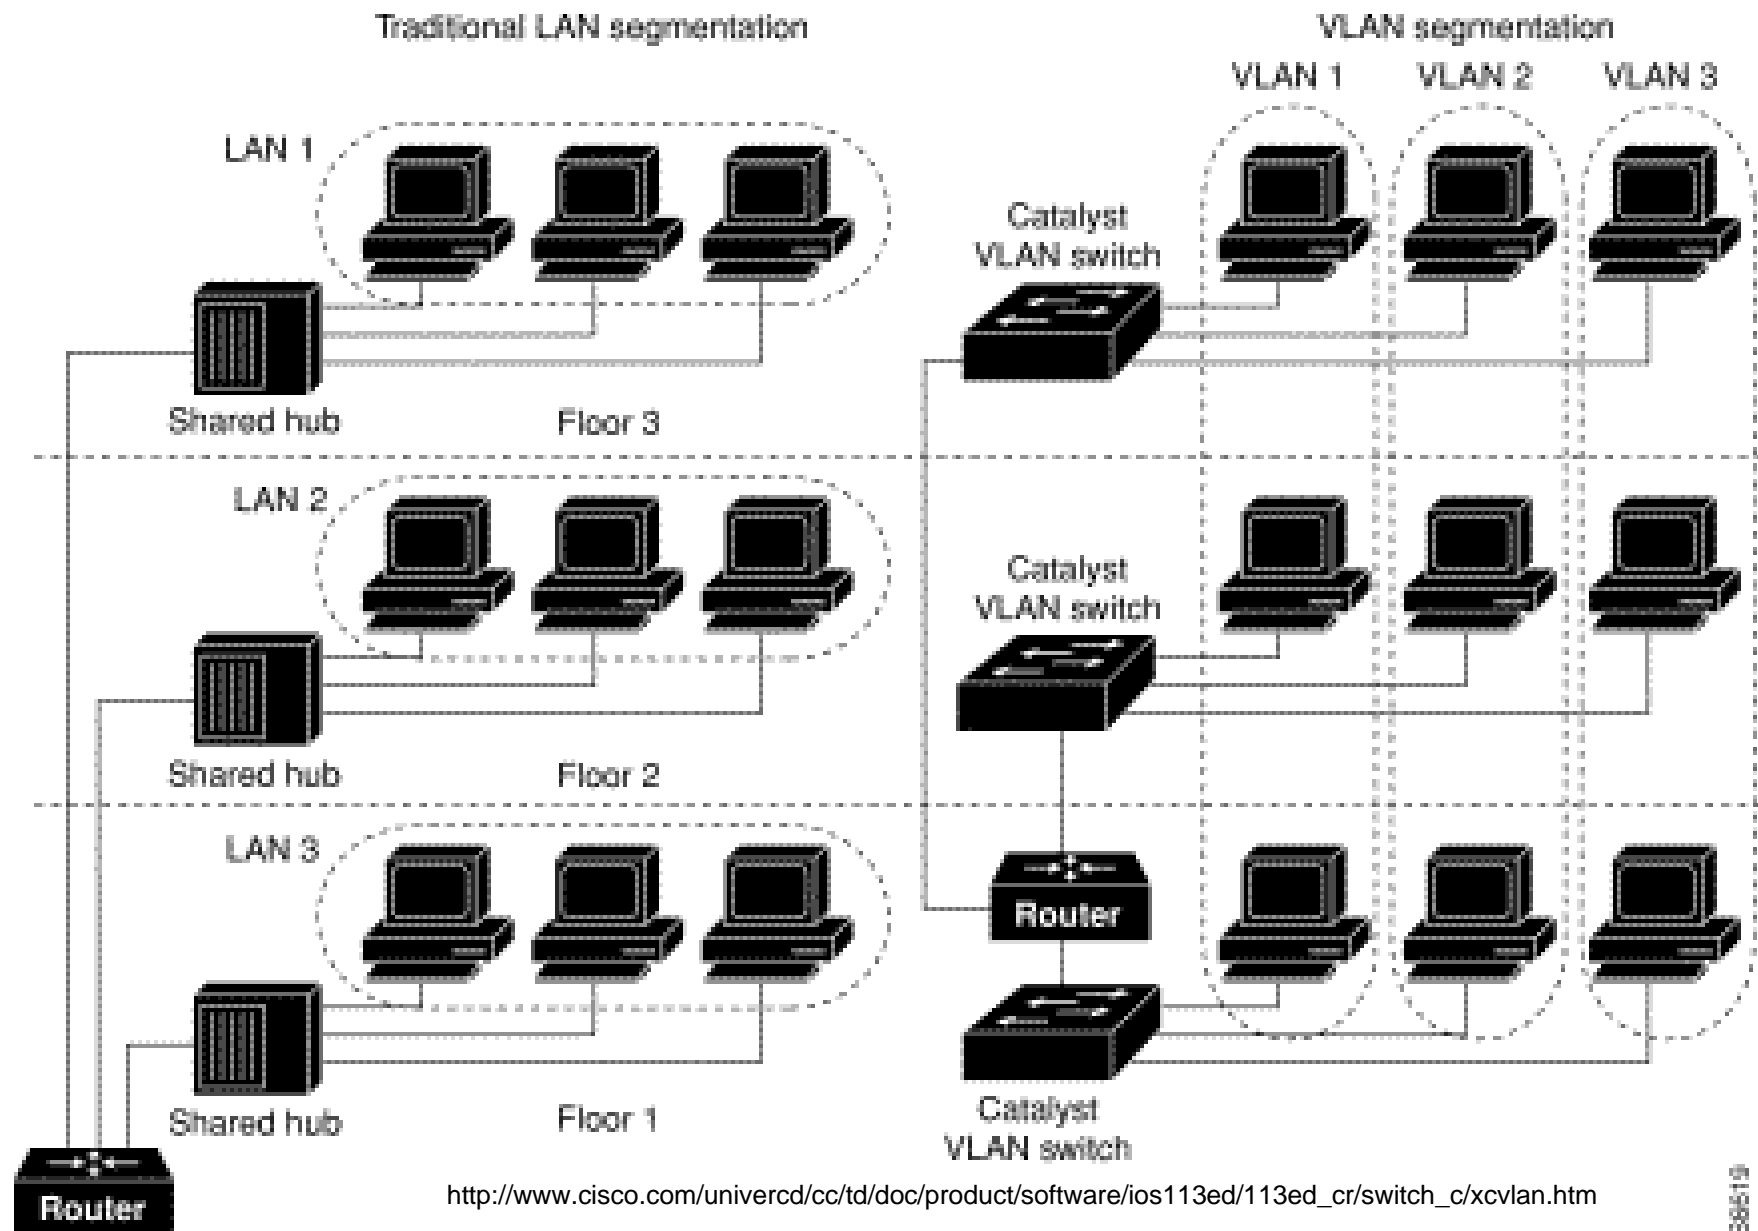 Traditional LAN segmentation
VLAN segmentation
VLAN 1
VLAN 2
VLAN 3
LAN 1
Catalyst
VLAN switch
Shared hub
Floor 3
LAN 2
Catalyst
VLAN switch
Shared hub
Floor 2
LAN 3
Router
Shared hub
Floor 1
Catalyst
VLAN switch
Router
http://www.cisco.com/univercd/cc/td/doc/product/software/ios113ed/113ed_cr/switch_c/xcvlan.htm